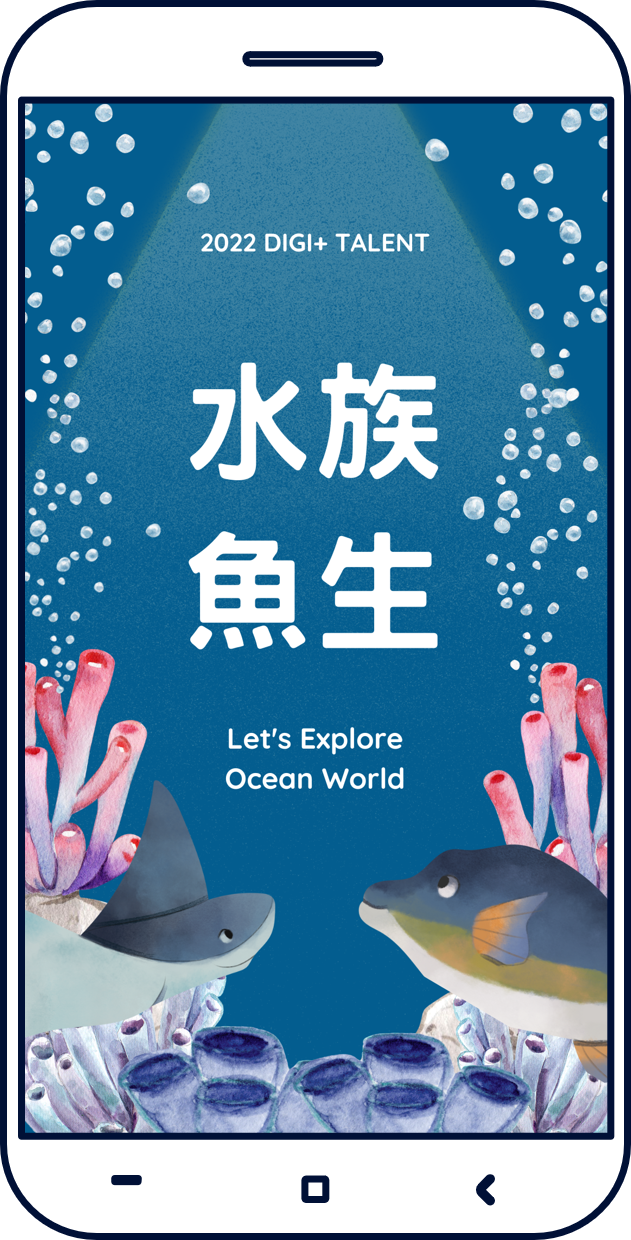 2022 DIGI+ TALENT
水族
魚生
Let's Explore
Ocean World